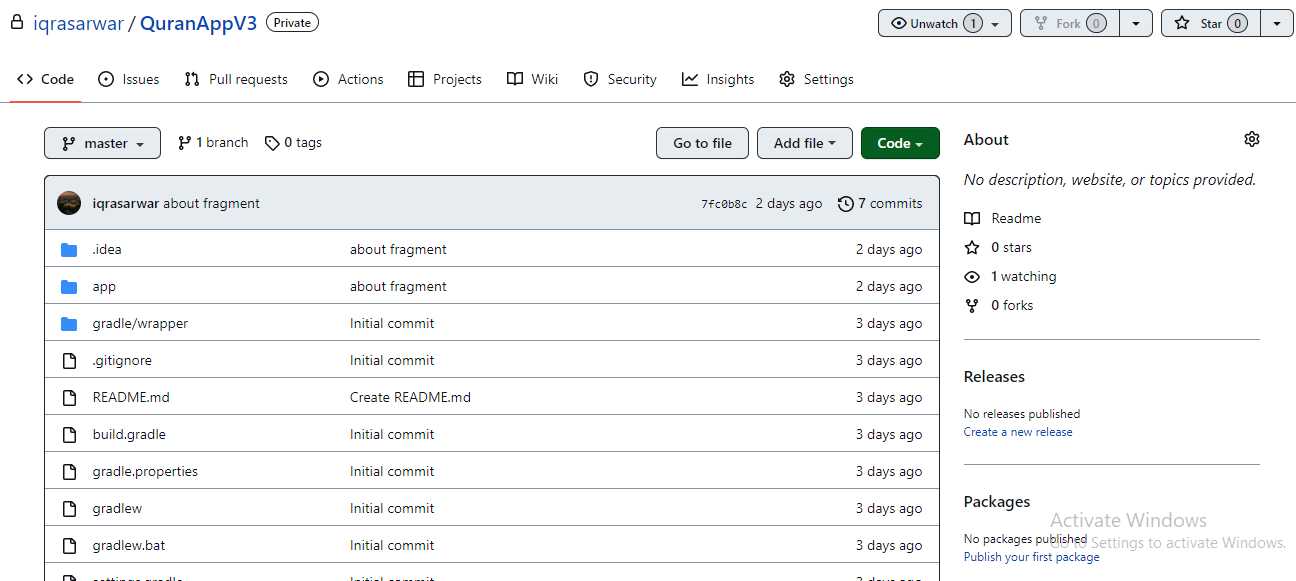 iqrasarwar / QuranAppV3 Private
Unwatch 1
Fork 0
Star 0
Code Issues Pull requests Actions Projects Wiki Security Insights Settings
master 1 branch 0 tags Go to file Add file Code
iqrasarwar about fragment 7fc0b8c 2 days ago 7 commits
.idea about fragment 2 days ago
app about fragment 2 days ago
gradle/wrapper Initial commit 3 days ago
.gitignore Initial commit 3 days ago
README.md Create README.md 3 days ago
build.gradle Initial commit 3 days ago
gradle.properties Initial commit 3 days ago
gradlew Initial commit 3 days ago
gradlew.bat Initial commit 3 days ago
settings.gradle Initial commit 3 days ago
About
No description, website, or topics provided.
Readme
0 stars
1 watching
0 forks
Releases
No releases published
Create a new release
Packages
No packages published
Publish your first package
Activate Windows
Go to Settings to activate Windows.